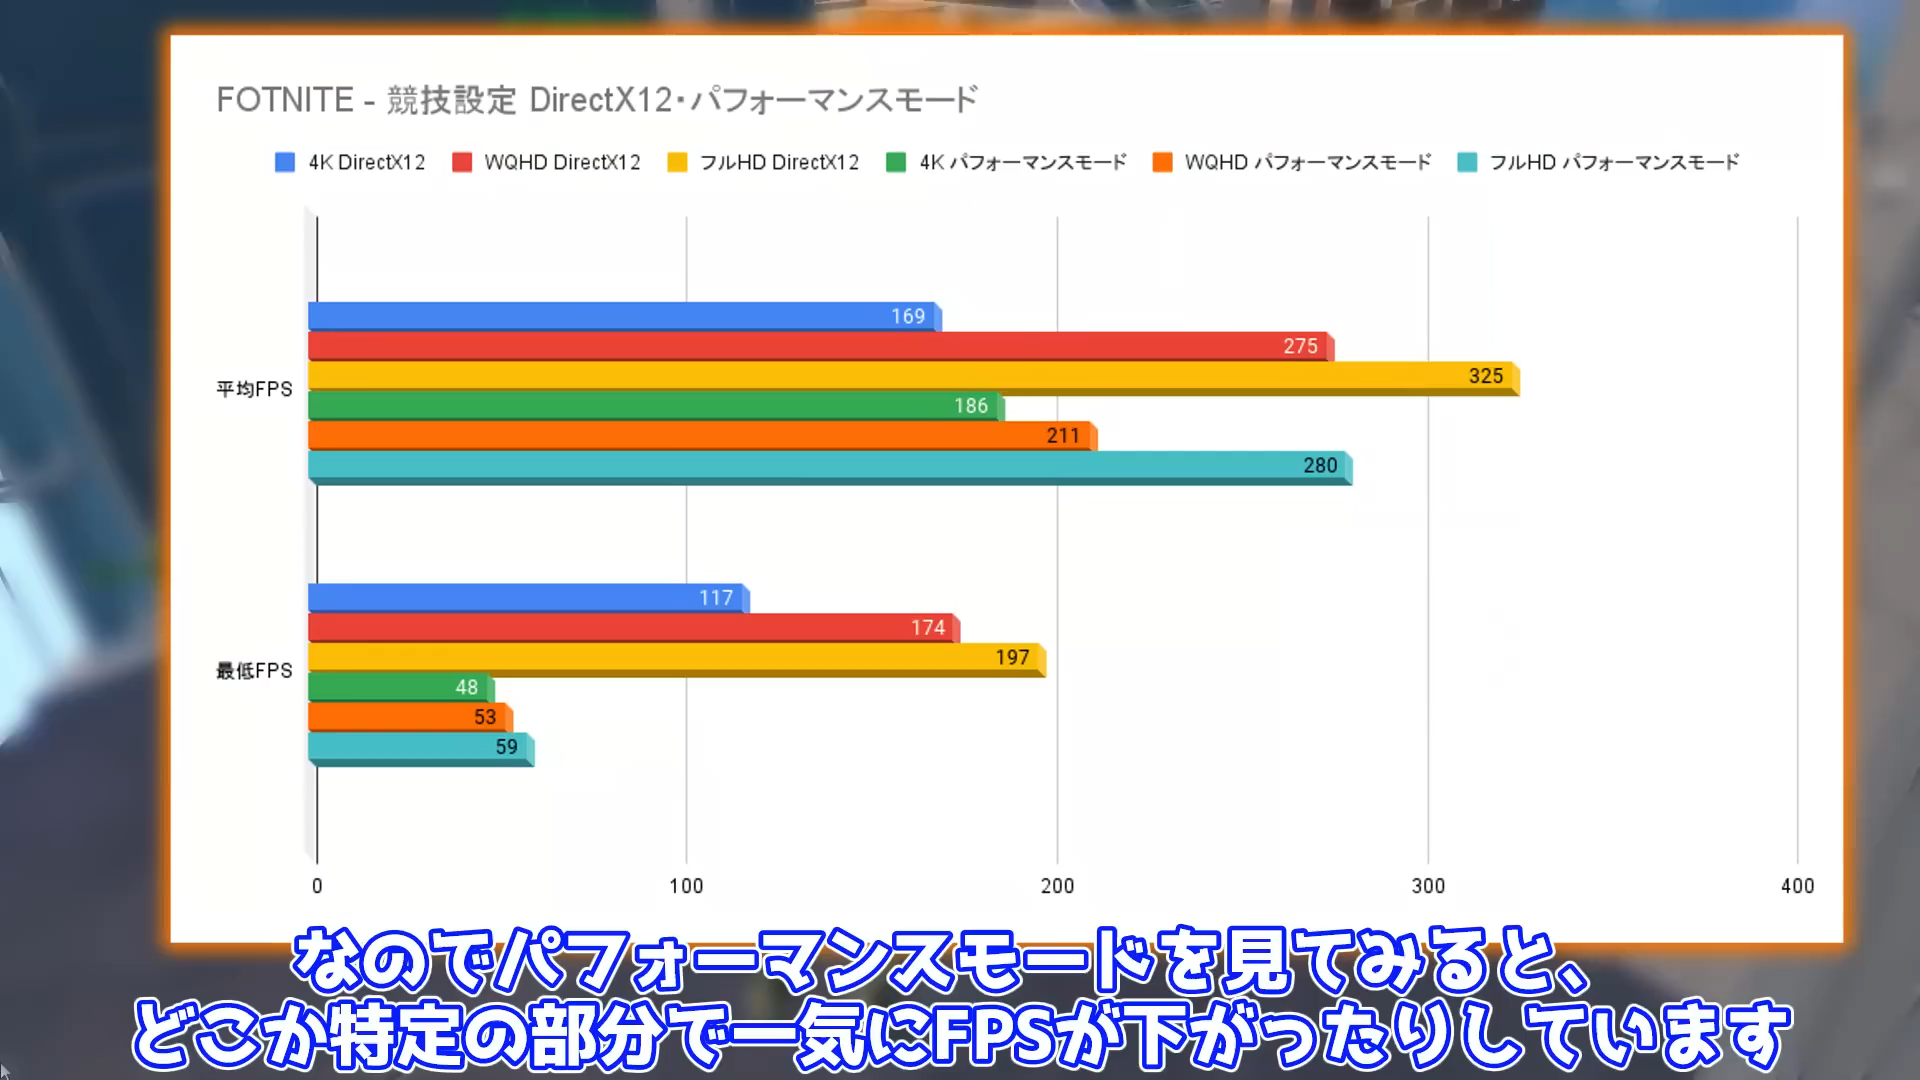 FOTNITE - 競技設定 DirectX12・パフォーマンスモード
4K DirectX12 WQHD DirectX12 フルHD DirectX12 4K パフォーマンスモード WQHD パフォーマンスモード フルHD パフォーマンスモード
169
275
平均FPS
325
186
211
280
117
174
最低FPS
197
48
53
59
0 100 200 300 400
なのでパフォーマンスモードを見てみると、
どこか特定の部分で一気にFPSが下がったりしています